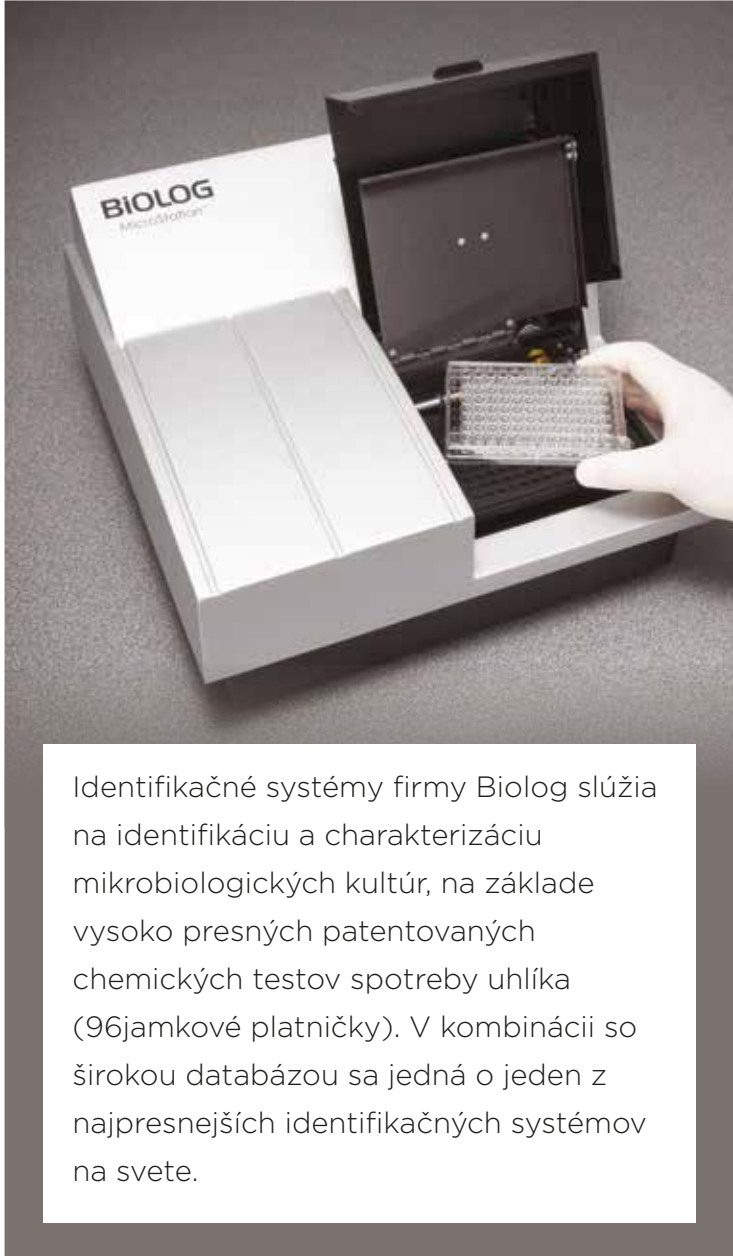 BiOLOG
MicroStation™
Identifikačné systémy firmy Biolog slúžia
na identifikáciu a charakterizáciu
mikrobiologických kultúr, na základe
vysoko presných patentovaných
chemických testov spotreby uhlíka
(96jamkové platničky). V kombinácii so
širokou databázou sa jedná o jeden z
najpresnejších identifikačných systémov
na svete.